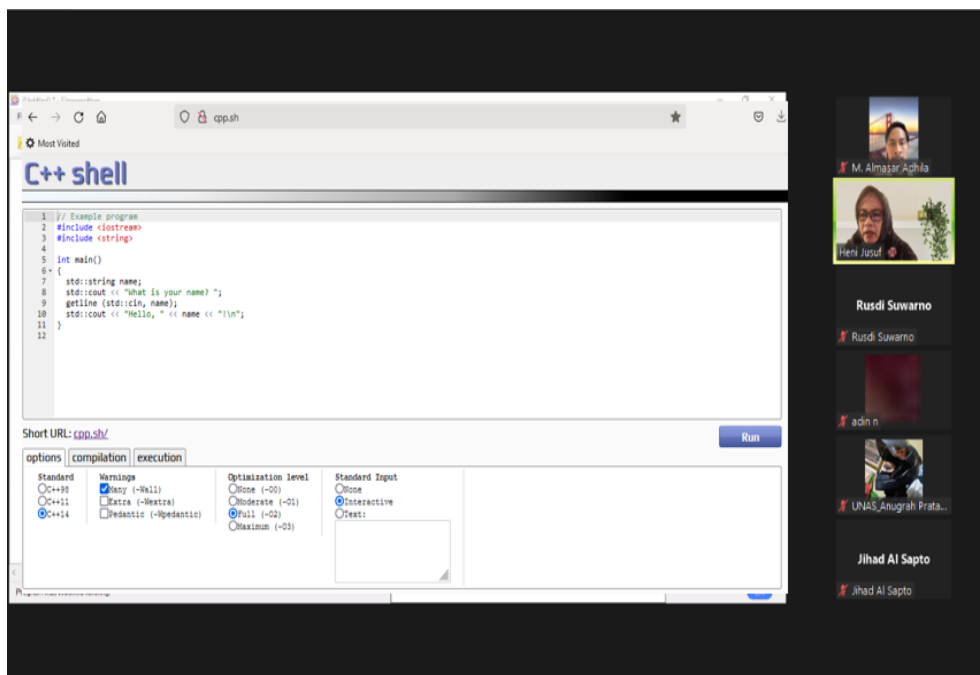 cpp.sh
Most Visited
C++ shell
1 // Example program
2 #include <iostream>
3 #include <string>
4
5 int main()
6 {
7 std::string name;
8 std::cout << "What is your name? ";
9 getline (std::cin, name);
10 std::cout << "Hello, " << name << "!\n";
11 }
12
Short URL: cpp.sh/
Run
options compilation execution
Standard Warnings Optimization level Standard Input
C++98 Many (-Wall) None (-O0) None
C++11 Extra (-Wextra) Moderate (-O1) Interactive
C++14 Pedantic (-Wpedantic) Full (-O2) Text:
Maximum (-O3)
M. Almasar Aghila
Heni Jusuf
Rusdi Suwarno
Rusdi Suwarno
adin n
UNAS_Anugrah Prata...
Jihad Al Sapto
Jihad Al Sapto